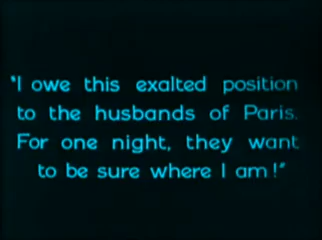 "I owe this exalted position
to the husbands of Paris.
For one night, they want
to be sure where I am!"